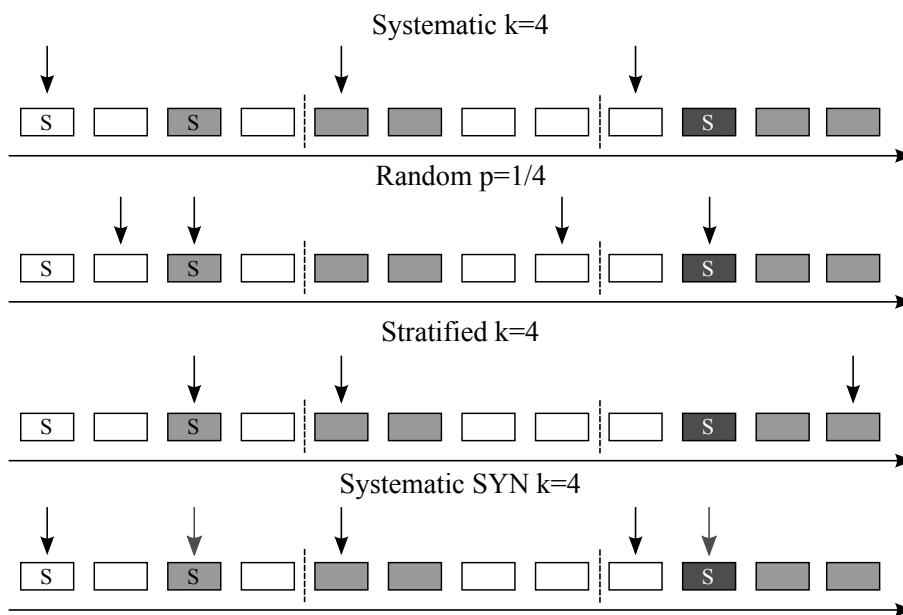 Systematic k=4
S S S
Random p=1/4
S S S
Stratified k=4
S S S
Systematic SYN k=4
S S S